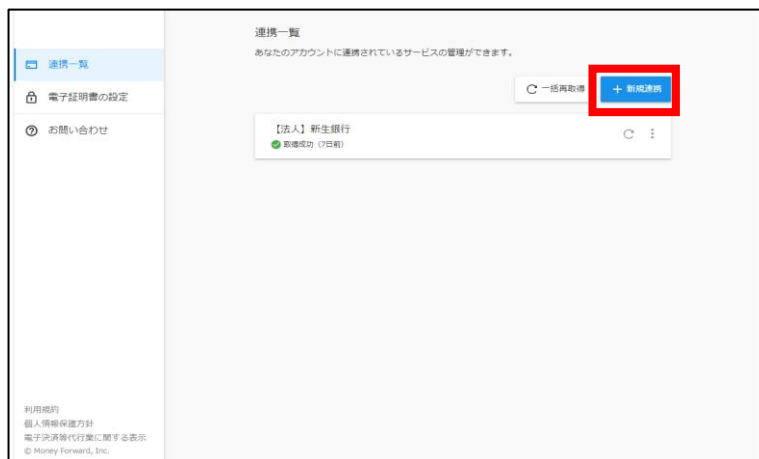 連携一覧
あなたのアカウントに連携されているサービスの管理ができます。
連携一覧
電子証明書の設定
お問い合わせ
一括再取得
＋ 新規連携
【法人】新生銀行
取得成功（7日前）
利用規約
個人情報保護方針
電子決済等代行業に関する表示
© Money Forward, Inc.